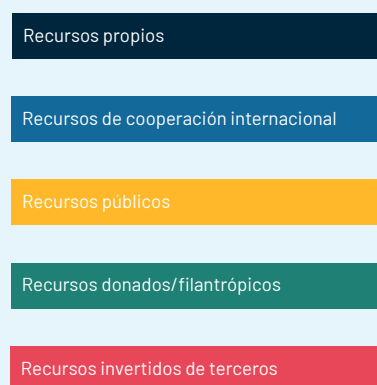 Recursos propios
Recursos de cooperación internacional
Recursos públicos
Recursos donados/filantrópicos
Recursos invertidos de terceros